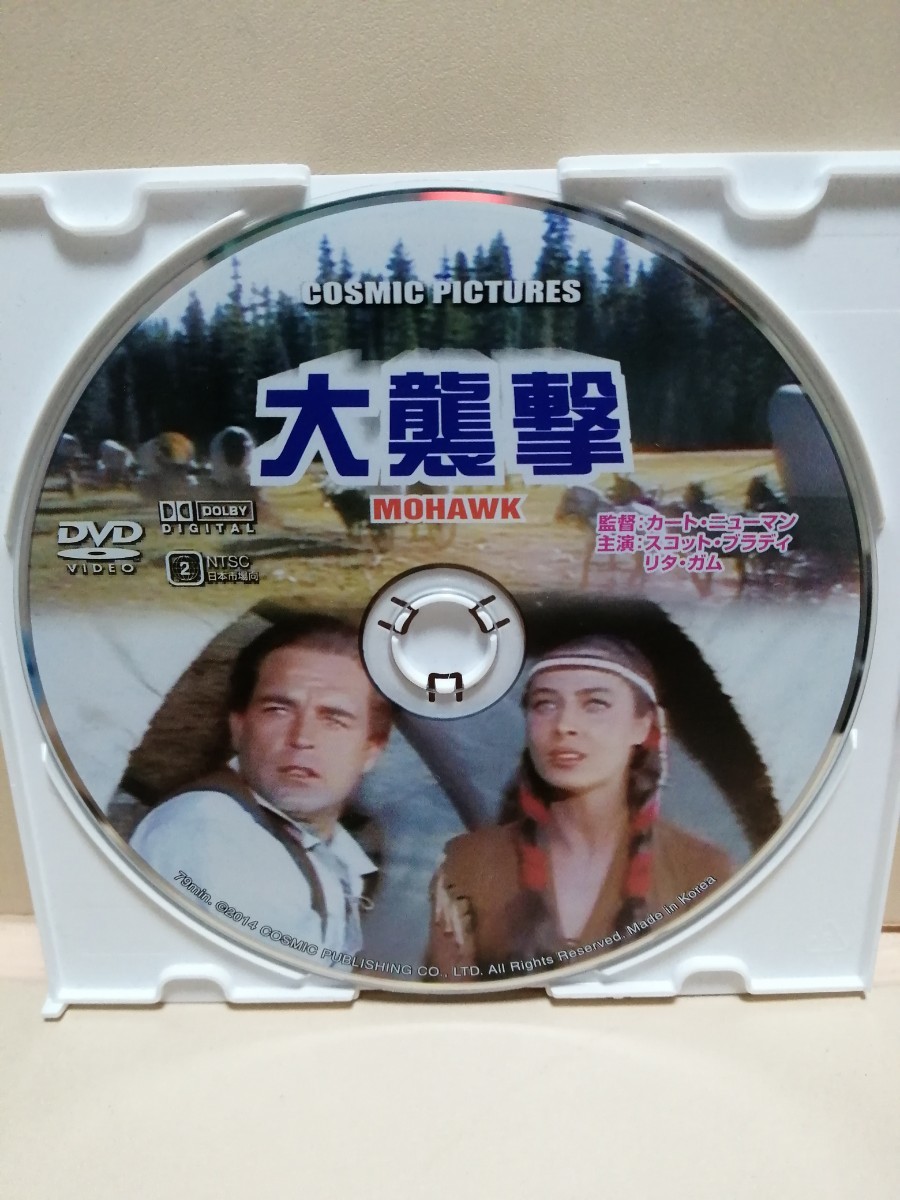 COSMIC PICTURES
大襲撃
MOHAWK
DVD
VIDEO
DOLBY
DIGITAL
2 NTSC
日本市場向
監督：カート・ニューマン
主演：スコット・ブラディ
リタ・ガム
79min. ©2014 COSMIC PUBLISHING CO., LTD. All Rights Reserved. Made in Korea